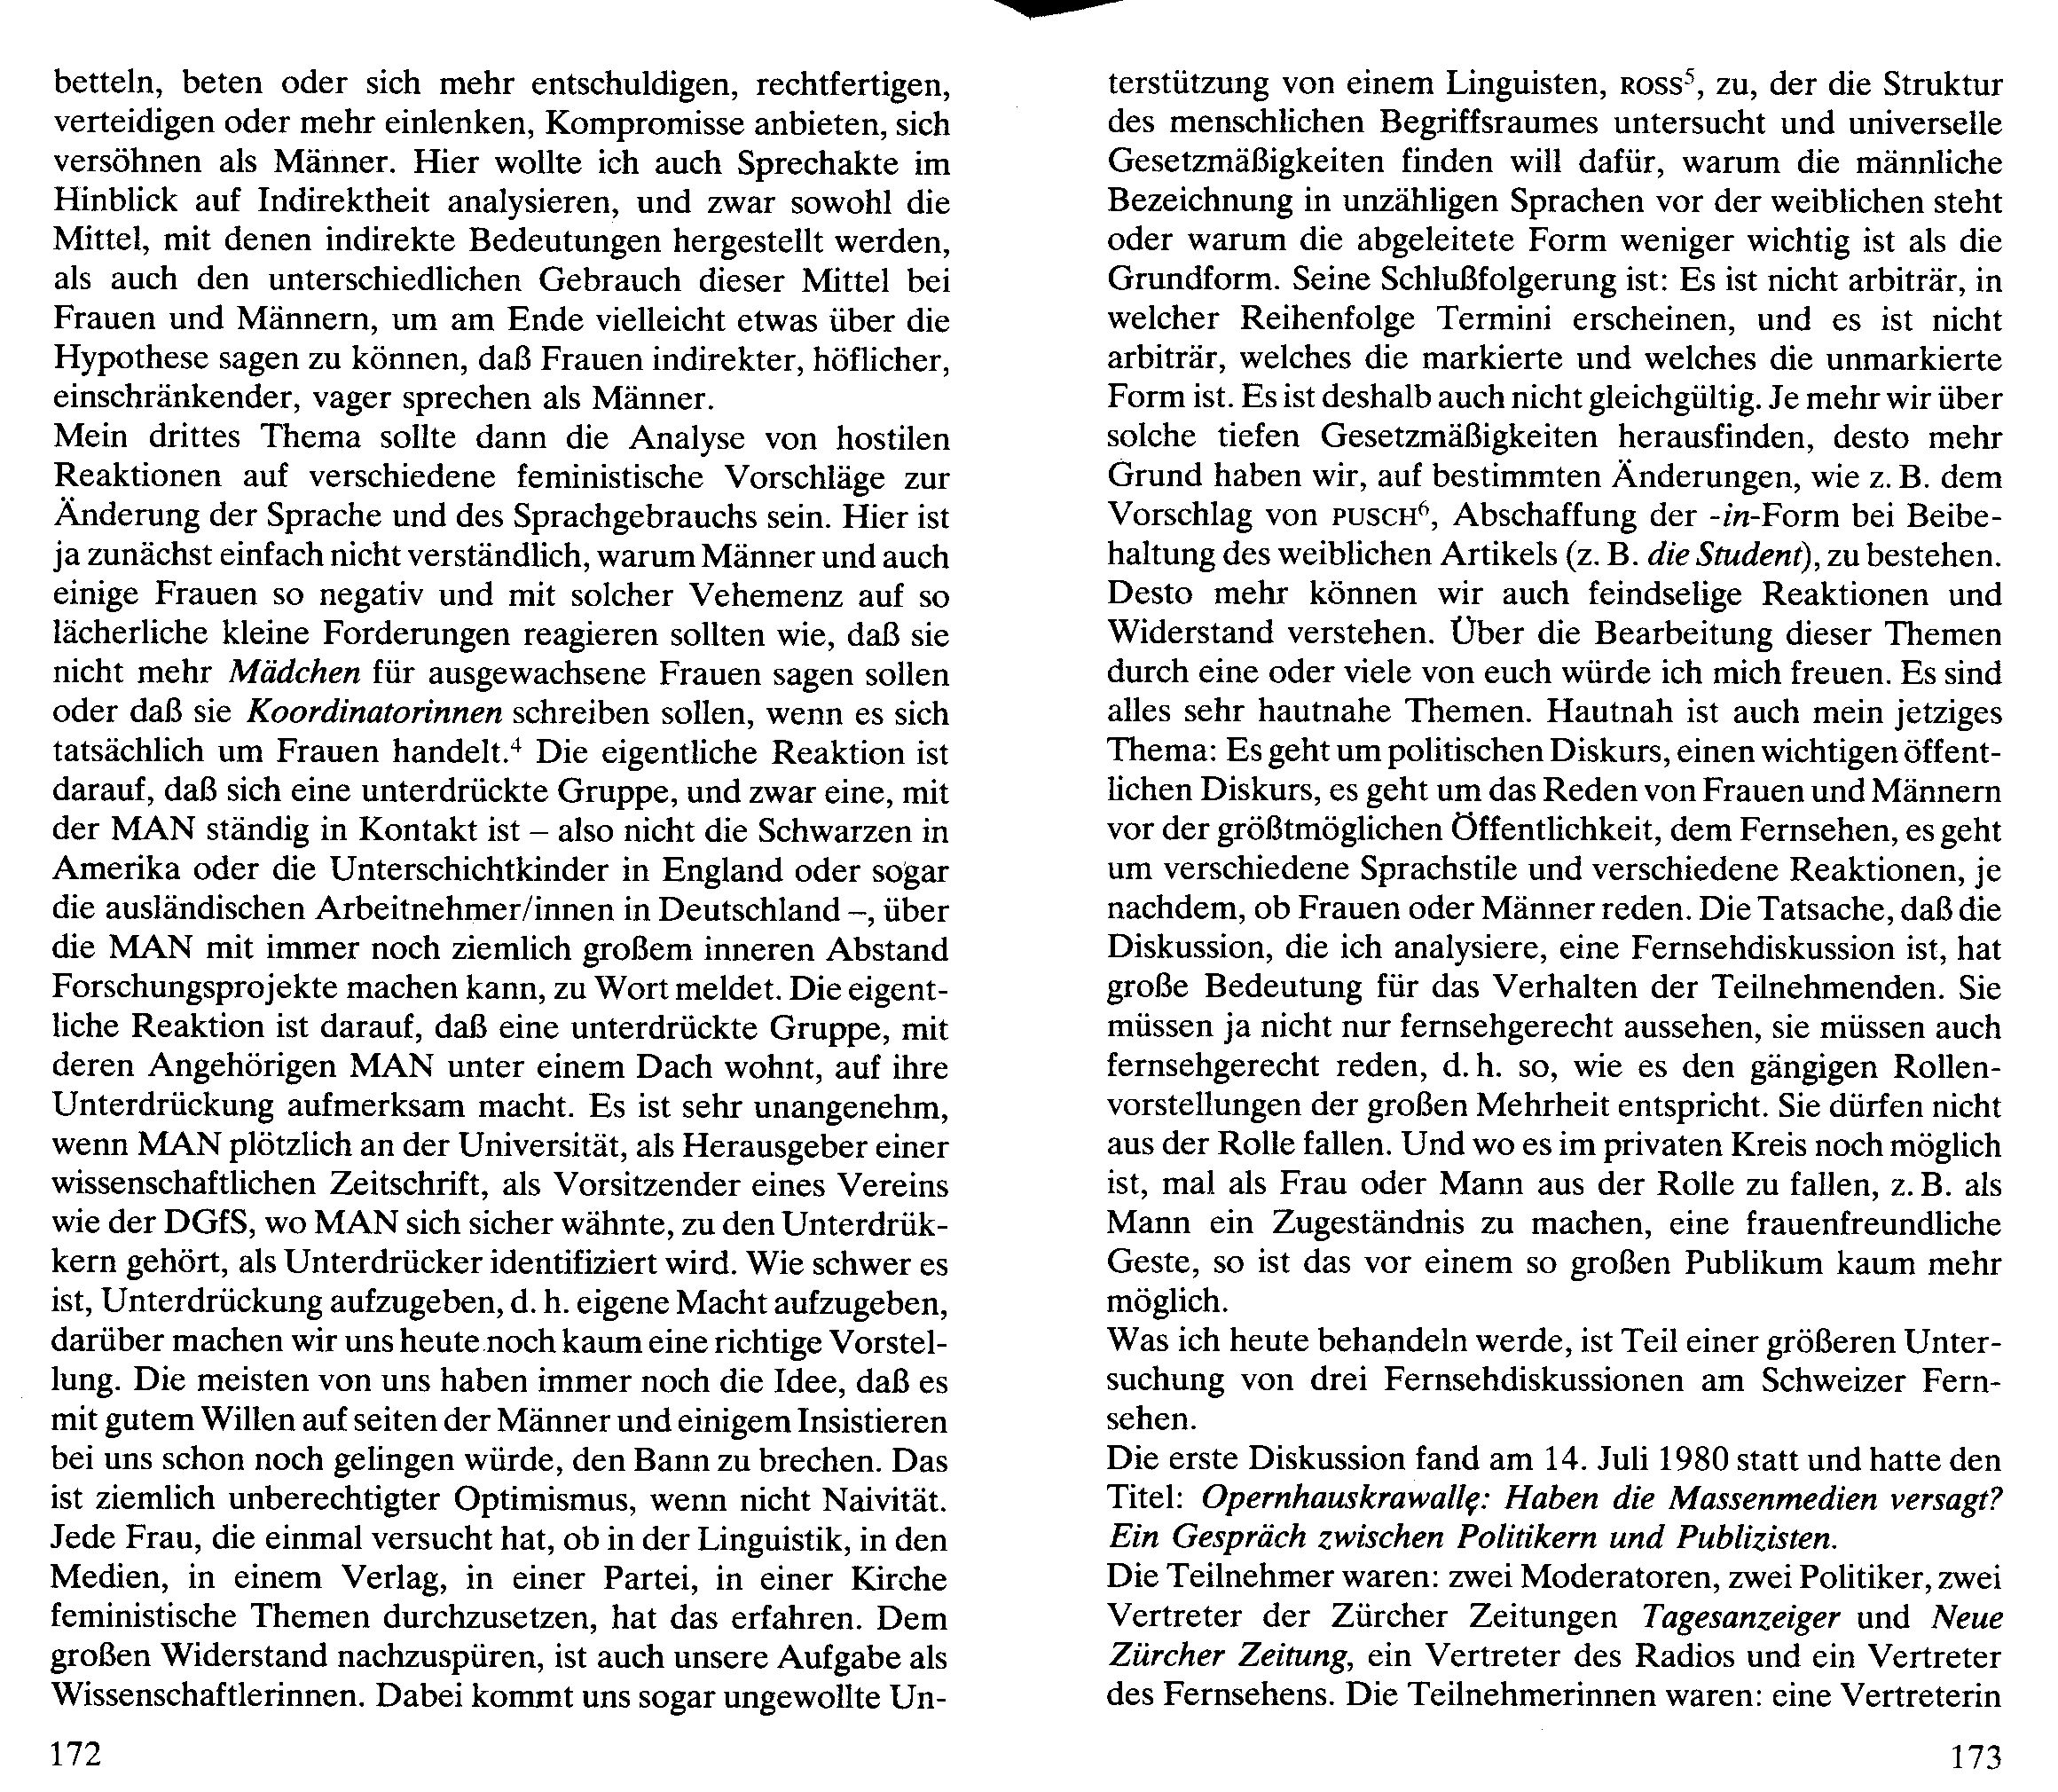 betteln, beten oder sich mehr entschuldigen, rechtfertigen,
verteidigen oder mehr einlenken, Kompromisse anbieten, sich
versöhnen als Männer. Hier wollte ich auch Sprechakte im
Hinblick auf Indirektheit analysieren, und zwar sowohl die
Mittel, mit denen indirekte Bedeutungen hergestellt werden,
als auch den unterschiedlichen Gebrauch dieser Mittel bei
Frauen und Männern, um am Ende vielleicht etwas über die
Hypothese sagen zu können, daß Frauen indirekter, höflicher,
einschränkender, vager sprechen als Männer.
Mein drittes Thema sollte dann die Analyse von hostilen
Reaktionen auf verschiedene feministische Vorschläge zur
Änderung der Sprache und des Sprachgebrauchs sein. Hier ist
ja zunächst einfach nicht verständlich, warum Männer und auch
einige Frauen so negativ und mit solcher Vehemenz auf so
lächerliche kleine Forderungen reagieren sollten wie, daß sie
nicht mehr Mädchen für ausgewachsene Frauen sagen sollen
oder daß sie Koordinatorinnen schreiben sollen, wenn es sich
tatsächlich um Frauen handelt.⁴ Die eigentliche Reaktion ist
darauf, daß sich eine unterdrückte Gruppe, und zwar eine, mit
der MAN ständig in Kontakt ist – also nicht die Schwarzen in
Amerika oder die Unterschichtkinder in England oder sogar
die ausländischen Arbeitnehmer/innen in Deutschland –, über
die MAN mit immer noch ziemlich großem inneren Abstand
Forschungsprojekte machen kann, zu Wort meldet. Die eigent-
liche Reaktion ist darauf, daß eine unterdrückte Gruppe, mit
deren Angehörigen MAN unter einem Dach wohnt, auf ihre
Unterdrückung aufmerksam macht. Es ist sehr unangenehm,
wenn MAN plötzlich an der Universität, als Herausgeber einer
wissenschaftlichen Zeitschrift, als Vorsitzender eines Vereins
wie der DGfS, wo MAN sich sicher wähnte, zu den Unterdrük-
kern gehört, als Unterdrücker identifiziert wird. Wie schwer es
ist, Unterdrückung aufzugeben, d. h. eigene Macht aufzugeben,
darüber machen wir uns heute noch kaum eine richtige Vorstel-
lung. Die meisten von uns haben immer noch die Idee, daß es
mit gutem Willen auf seiten der Männer und einigem Insistieren
bei uns schon noch gelingen würde, den Bann zu brechen. Das
ist ziemlich unberechtigter Optimismus, wenn nicht Naivität.
Jede Frau, die einmal versucht hat, ob in der Linguistik, in den
Medien, in einem Verlag, in einer Partei, in einer Kirche
feministische Themen durchzusetzen, hat das erfahren. Dem
großen Widerstand nachzuspüren, ist auch unsere Aufgabe als
Wissenschaftlerinnen. Dabei kommt uns sogar ungewollte Un-
172
terstützung von einem Linguisten, ROSS⁵, zu, der die Struktur
des menschlichen Begriffsraumes untersucht und universelle
Gesetzmäßigkeiten finden will dafür, warum die männliche
Bezeichnung in unzähligen Sprachen vor der weiblichen steht
oder warum die abgeleitete Form weniger wichtig ist als die
Grundform. Seine Schlußfolgerung ist: Es ist nicht arbiträr, in
welcher Reihenfolge Termini erscheinen, und es ist nicht
arbiträr, welches die markierte und welches die unmarkierte
Form ist. Es ist deshalb auch nicht gleichgültig. Je mehr wir über
solche tiefen Gesetzmäßigkeiten herausfinden, desto mehr
Grund haben wir, auf bestimmten Änderungen, wie z. B. dem
Vorschlag von PUSCH⁶, Abschaffung der -in-Form bei Beibe-
haltung des weiblichen Artikels (z. B. die Student), zu bestehen.
Desto mehr können wir auch feindselige Reaktionen und
Widerstand verstehen. Über die Bearbeitung dieser Themen
durch eine oder viele von euch würde ich mich freuen. Es sind
alles sehr hautnahe Themen. Hautnah ist auch mein jetziges
Thema: Es geht um politischen Diskurs, einen wichtigen öffent-
lichen Diskurs, es geht um das Reden von Frauen und Männern
vor der größtmöglichen Öffentlichkeit, dem Fernsehen, es geht
um verschiedene Sprachstile und verschiedene Reaktionen, je
nachdem, ob Frauen oder Männer reden. Die Tatsache, daß die
Diskussion, die ich analysiere, eine Fernsehdiskussion ist, hat
große Bedeutung für das Verhalten der Teilnehmenden. Sie
müssen ja nicht nur fernsehgerecht aussehen, sie müssen auch
fernsehgerecht reden, d. h. so, wie es den gängigen Rollen-
vorstellungen der großen Mehrheit entspricht. Sie dürfen nicht
aus der Rolle fallen. Und wo es im privaten Kreis noch möglich
ist, mal als Frau oder Mann aus der Rolle zu fallen, z. B. als
Mann ein Zugeständnis zu machen, eine frauenfreundliche
Geste, so ist das vor einem so großen Publikum kaum mehr
möglich.
Was ich heute behandeln werde, ist Teil einer größeren Unter-
suchung von drei Fernsehdiskussionen am Schweizer Fern-
sehen.
Die erste Diskussion fand am 14. Juli 1980 statt und hatte den
Titel: Opernhauskrawalle: Haben die Massenmedien versagt?
Ein Gespräch zwischen Politikern und Publizisten.
Die Teilnehmer waren: zwei Moderatoren, zwei Politiker, zwei
Vertreter der Zürcher Zeitungen Tagesanzeiger und Neue
Zürcher Zeitung, ein Vertreter des Radios und ein Vertreter
des Fernsehens. Die Teilnehmerinnen waren: eine Vertreterin
173